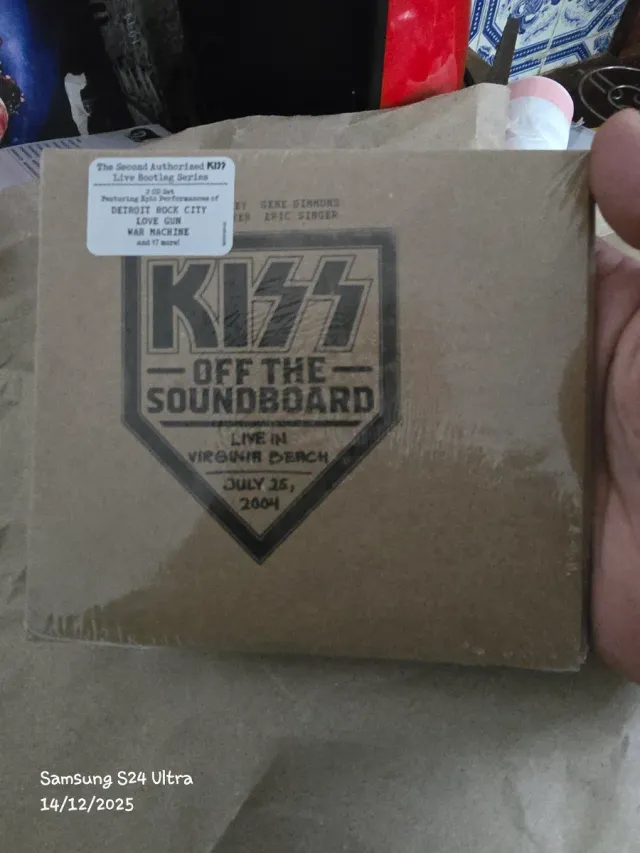 The Second Authorized KISS
Live Bootleg Series
2 CD Set
Featuring Epic Performances of
DETROIT ROCK CITY
LOVE GUN
WAR MACHINE
and 17 more!
GENE SIMMONS
ERIC SINGER
KISS
OFF THE
SOUNDBOARD
LIVE IN
VIRGINIA BEACH
JULY 25,
2004
Samsung S24 Ultra
14/12/2025